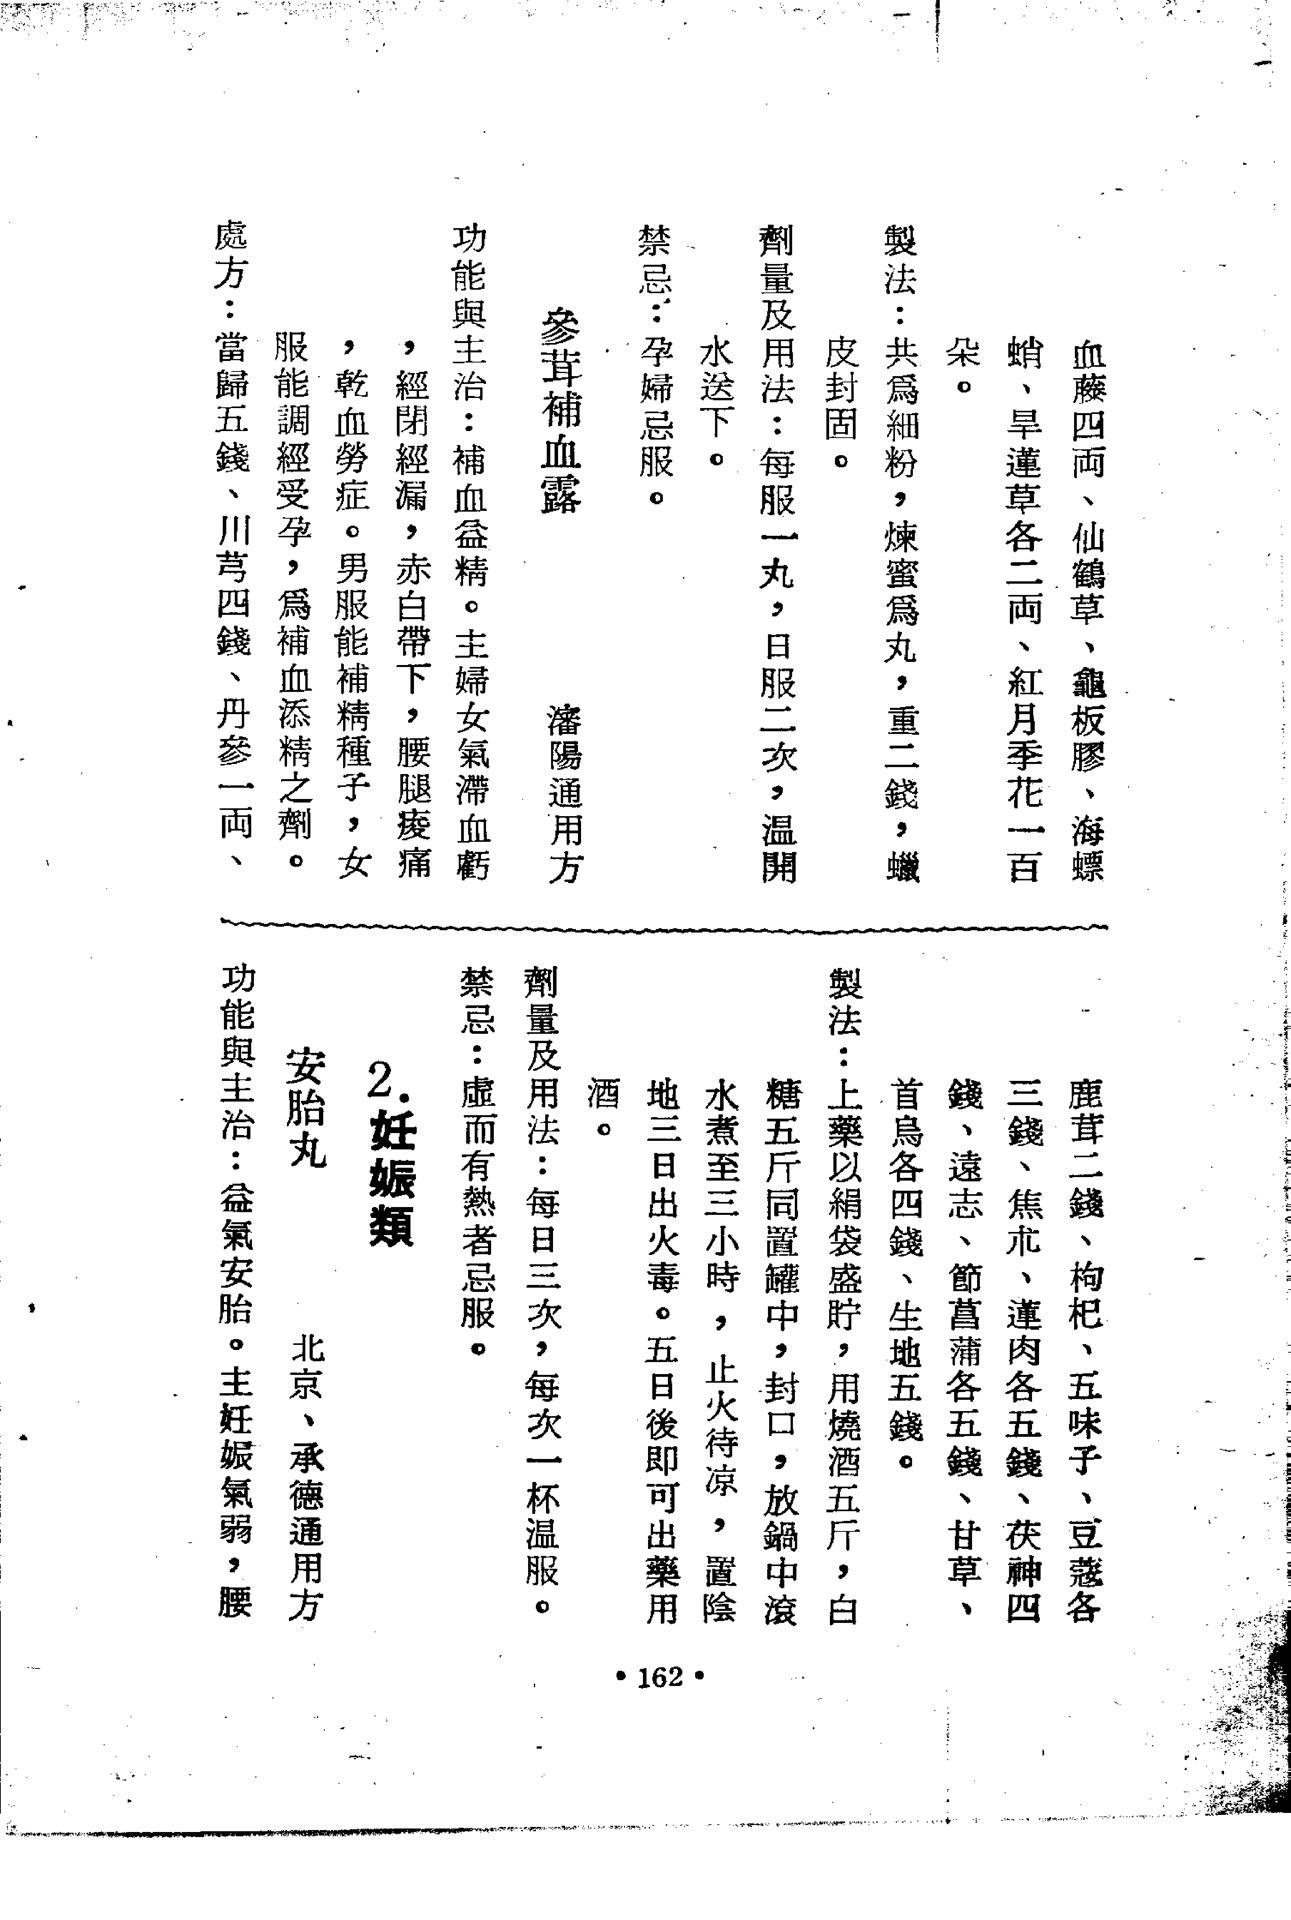 血藤四両、仙鶴草、龜板膠、海螵
蛸、旱蓮草各二両、紅月季花一百
朵。
製法：共爲細粉，煉蜜爲丸，重二錢，蠟
皮封固。
劑量及用法：每服一丸，日服二次，温開
水送下。
禁忌：孕婦忌服。
參茸補血露　瀋陽通用方
功能與主治：補血益精。主婦女氣滯血虧
，經閉經漏，赤白帶下，腰腿痠痛
，乾血勞症。男服能補精種子，女
服能調經受孕，爲補血添精之劑。
處方：當歸五錢、川芎四錢、丹參一両、
鹿茸二錢、枸杞、五味子、豆蔻各
三錢、焦朮、蓮肉各五錢、茯神四
錢、遠志、節菖蒲各五錢、甘草、
首烏各四錢、生地五錢。
製法：上藥以絹袋盛貯，用燒酒五斤，白
糖五斤同置罐中，封口，放鍋中滾
水煮至三小時，止火待凉，置陰
地三日出火毒。五日後即可出藥用
酒。
劑量及用法：每日三次，每次一杯温服。
禁忌：虛而有熱者忌服。
2.妊娠類
安胎丸　北京、承德通用方
功能與主治：益氣安胎。主妊娠氣弱，腰
•162•